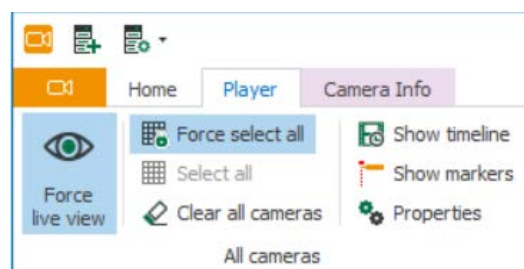 Home Player Camera Info
Force select all Show timeline
Select all Show markers
Force
live view Clear all cameras Properties
All cameras